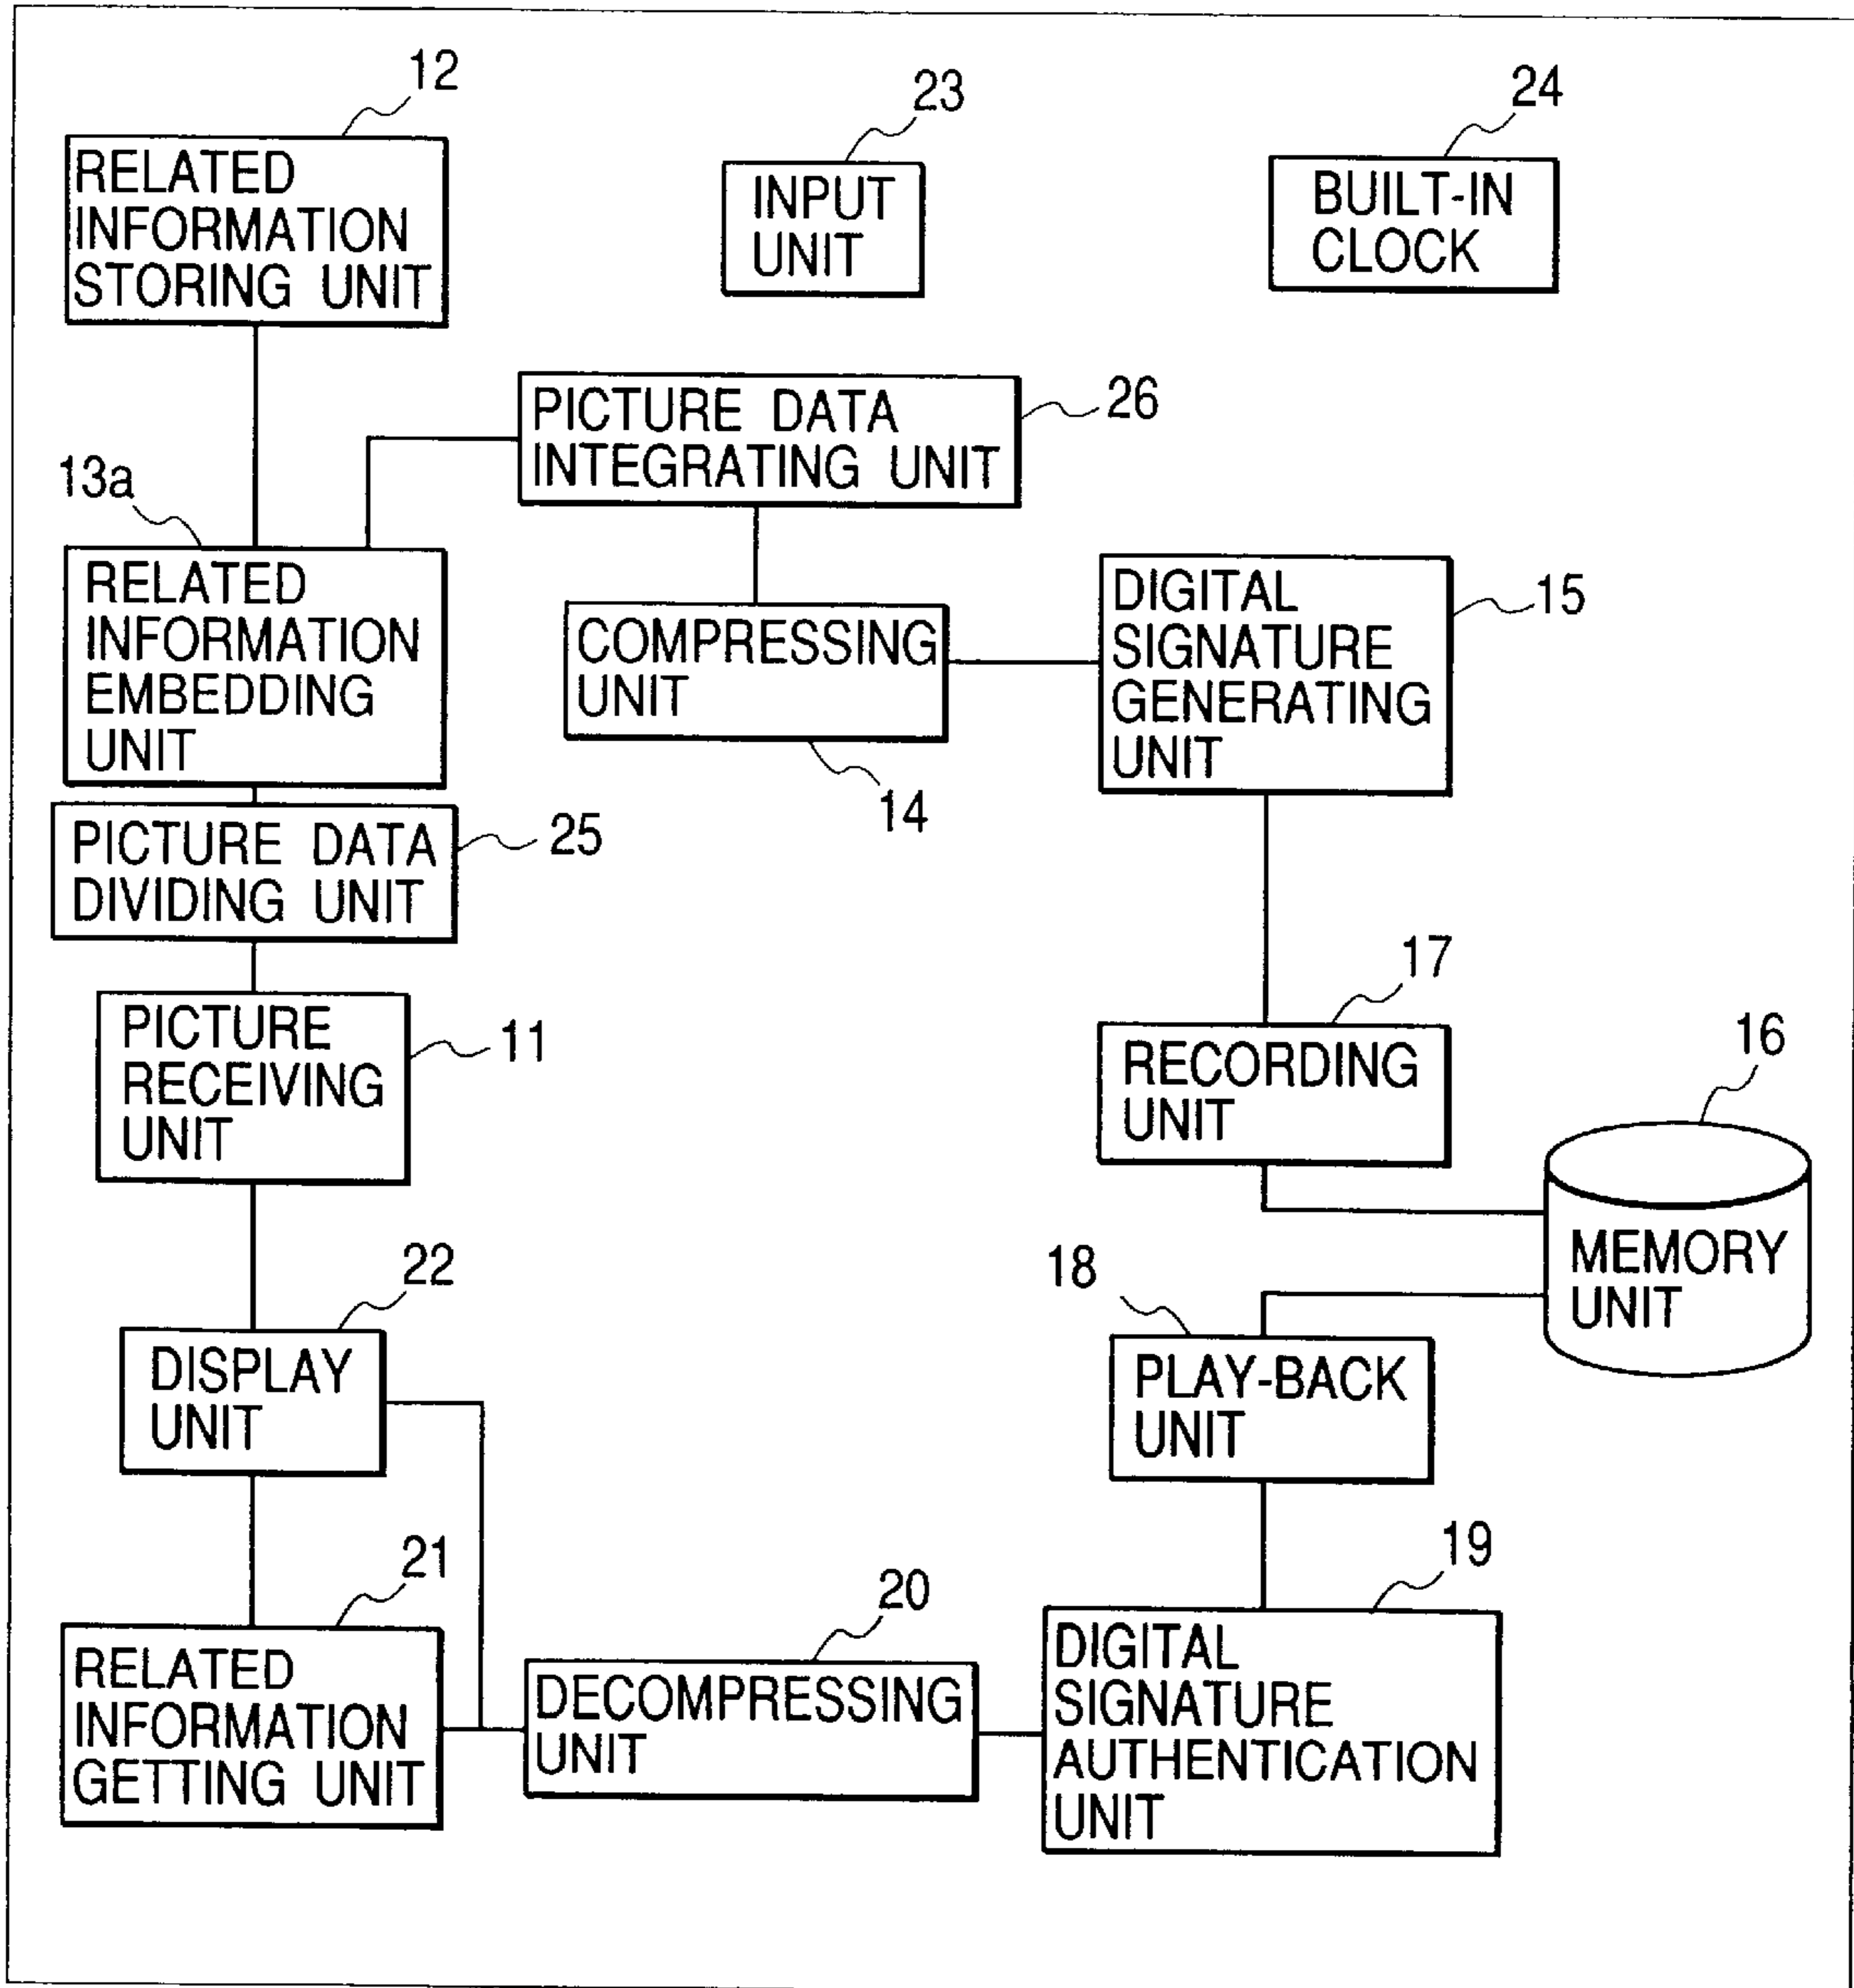 12
RELATED
INFORMATION
STORING UNIT
23
INPUT
UNIT
24
BUILT-IN
CLOCK
PICTURE DATA
INTEGRATING UNIT
26
13a
RELATED
INFORMATION
EMBEDDING
UNIT
COMPRESSING
UNIT
14
DIGITAL
SIGNATURE
GENERATING
UNIT
15
PICTURE DATA
DIVIDING UNIT
25
PICTURE
RECEIVING
UNIT
11
17
RECORDING
UNIT
16
MEMORY
UNIT
22
DISPLAY
UNIT
18
PLAY-BACK
UNIT
21
RELATED
INFORMATION
GETTING UNIT
20
DECOMPRESSING
UNIT
19
DIGITAL
SIGNATURE
AUTHENTICATION
UNIT